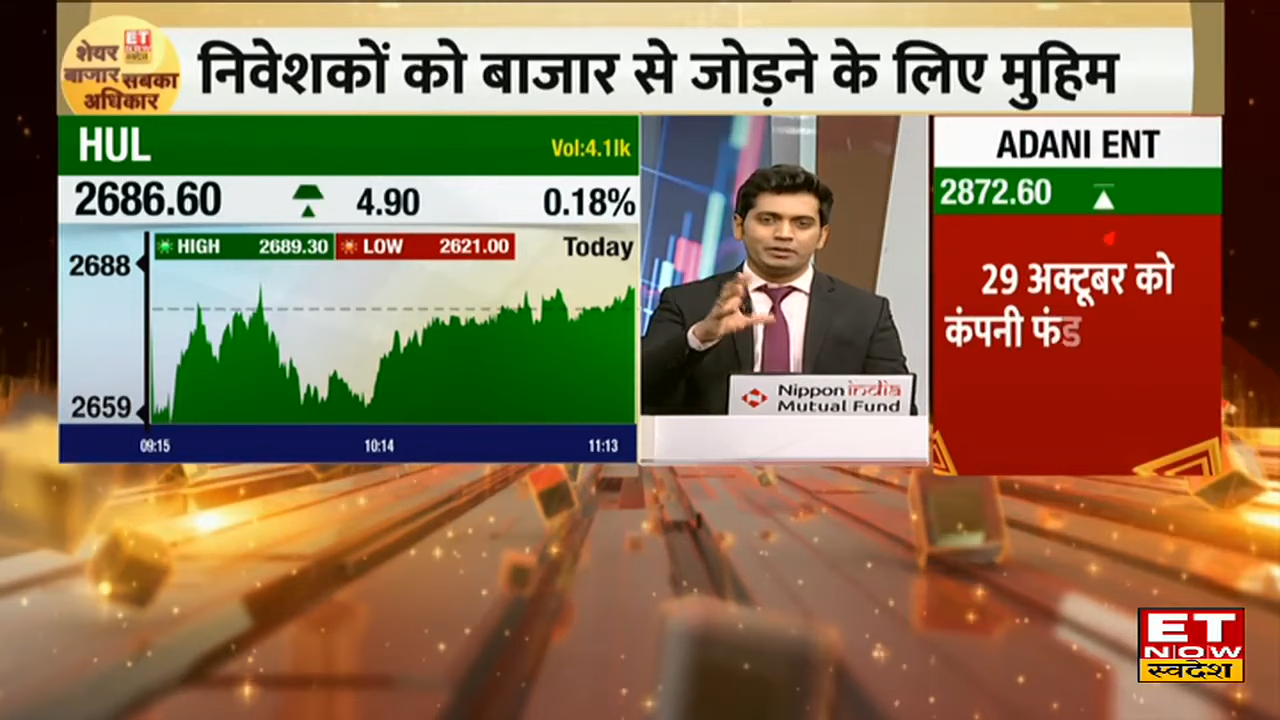 शेयर
ET
NOW
स्वदेश
बाजार सबका
अधिकार
निवेशकों को बाजार से जोड़ने के लिए मुहिम
HUL
Vol:4.1lk
2686.60 4.90 0.18%
HIGH 2689.30 LOW 2621.00 Today
2688
2659
09:15 10:14 11:13
Nippon india
Mutual Fund
ADANI ENT
2872.60
29 अक्टूबर को
कंपनी फंड
ET
NOW
स्वदेश